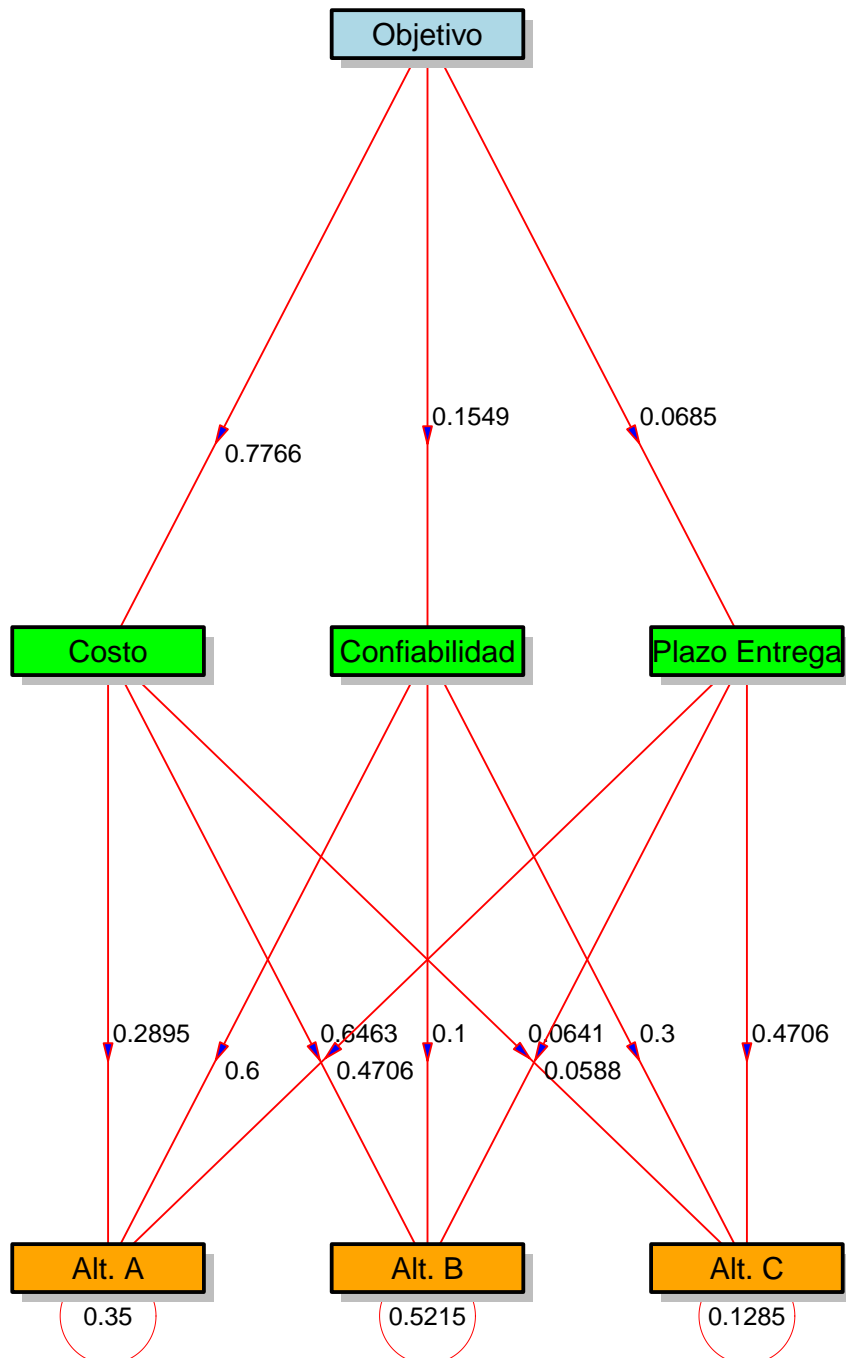 Objetivo
0.1549
0.0685
0.7766
Costo
Confiabilidad
Plazo Entrega
0.2895
0.6463
0.1
0.0641
0.3
0.4706
0.6
0.4706
0.0588
Alt. A
Alt. B
Alt. C
0.35
0.5215
0.1285